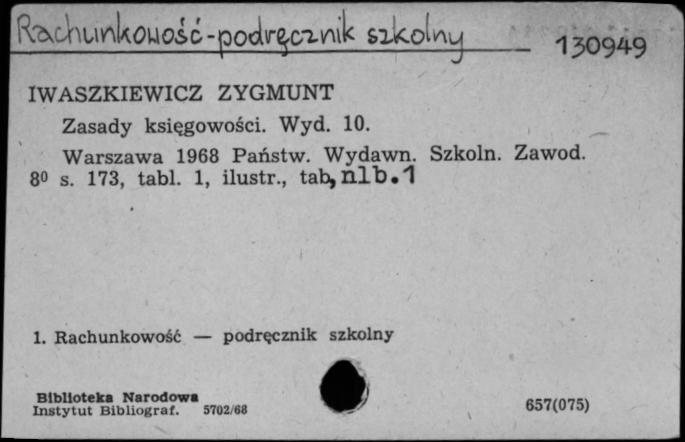 Rachunkowość-podręcznik szkolny
130949
IWASZKIEWICZ ZYGMUNT
Zasady księgowości. Wyd. 10.
Warszawa 1968 Państw. Wydawn. Szkoln. Zawod.
8⁰ s. 173, tabl. 1, ilustr., tab, nlb.1
1. Rachunkowość — podręcznik szkolny
Biblioteka Narodowa
Instytut Bibliograf. 5702/68
657(075)